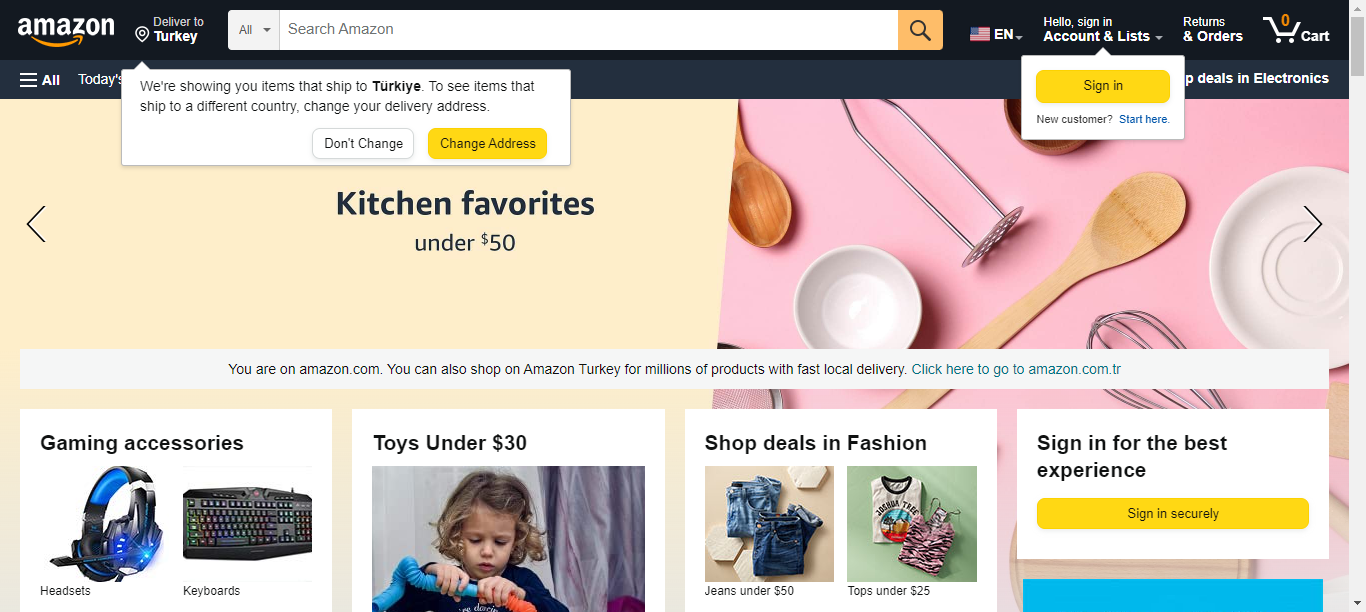 amazon
Deliver to
Turkey
All
Search Amazon
EN
Hello, sign in
Account & Lists
Returns
& Orders
0
Cart
All
Today's
p deals in Electronics
We're showing you items that ship to Türkiye. To see items that
ship to a different country, change your delivery address.
Don't Change
Change Address
Sign in
New customer? Start here.
Kitchen favorites
under $50
You are on amazon.com. You can also shop on Amazon Turkey for millions of products with fast local delivery. Click here to go to amazon.com.tr
Gaming accessories
Headsets
Keyboards
Toys Under $30
Shop deals in Fashion
JOSHUA TREE
Jeans under $50
Tops under $25
Sign in for the best
experience
Sign in securely